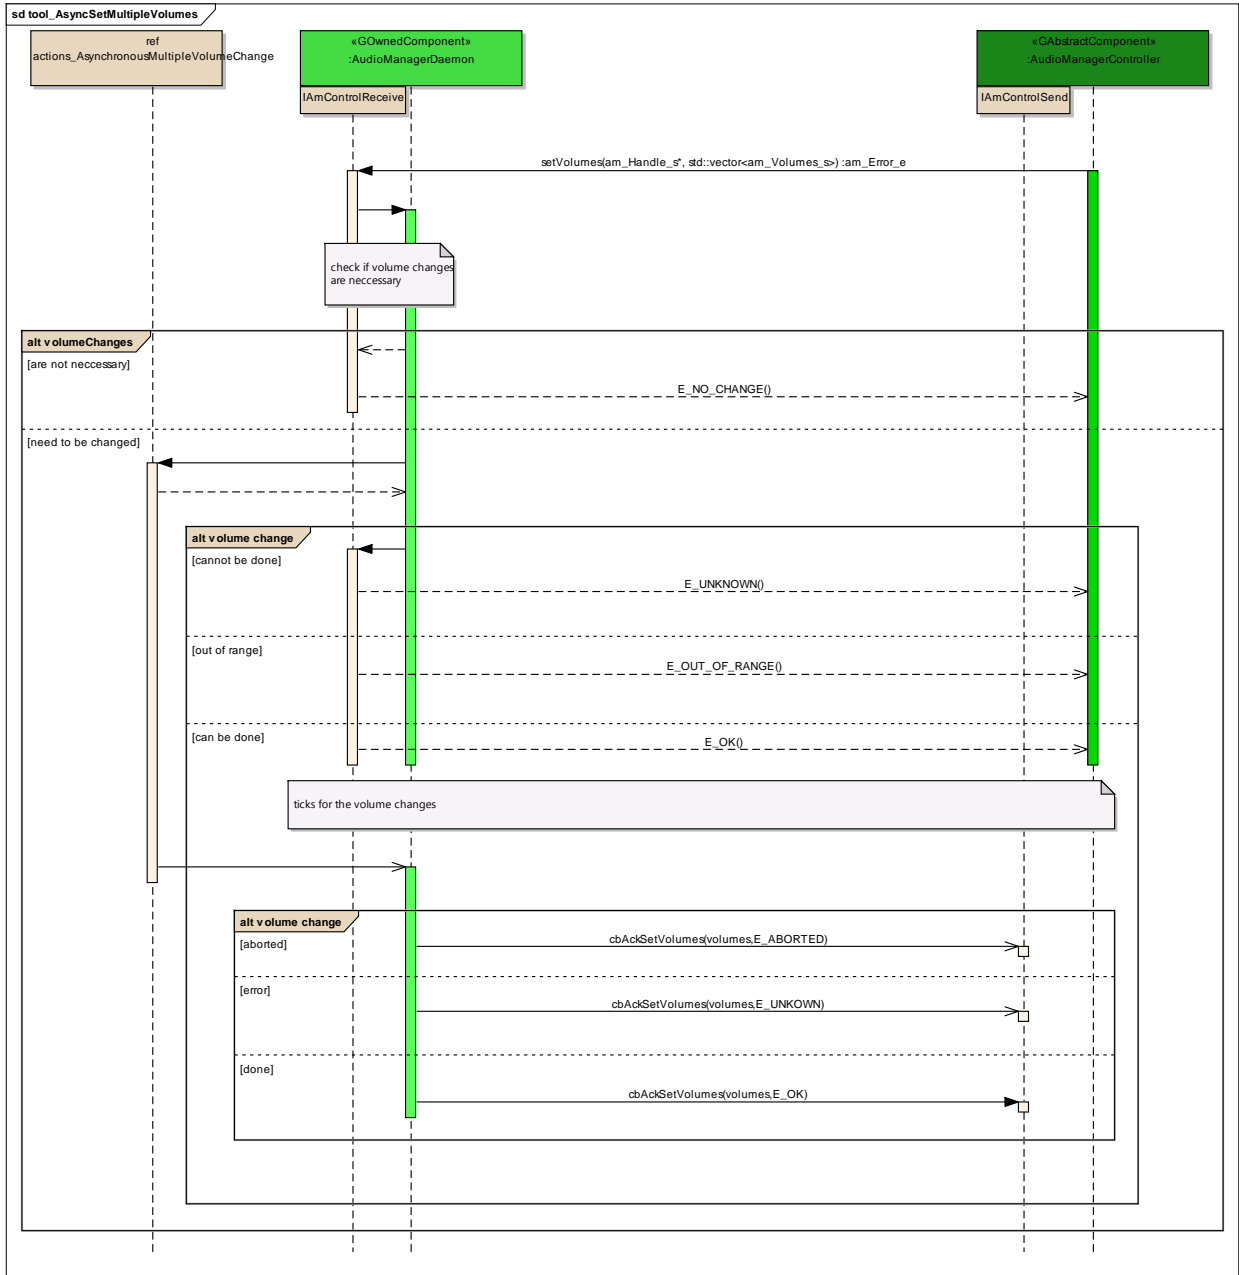 sd tool_AsyncSetMultipleVolumes
ref
actions_AsynchronousMultipleVolumeChange
«GOwnedComponent»
:AudioManagerDaemon
«GAbstractComponent»
:AudioManagerController
IAmControlReceive
IAmControlSend
setVolumes(am_Handle_s*, std::vector<am_Volumes_s>) :am_Error_e
check if volume changes
are neccessary
alt volumeChanges
[are not neccessary]
E_NO_CHANGE()
[need to be changed]
alt volume change
[cannot be done]
E_UNKNOWN()
[out of range]
E_OUT_OF_RANGE()
[can be done]
E_OK()
ticks for the volume changes
alt volume change
[aborted]
cbAckSetVolumes(volumes,E_ABORTED)
[error]
cbAckSetVolumes(volumes,E_UNKOWN)
[done]
cbAckSetVolumes(volumes,E_OK)